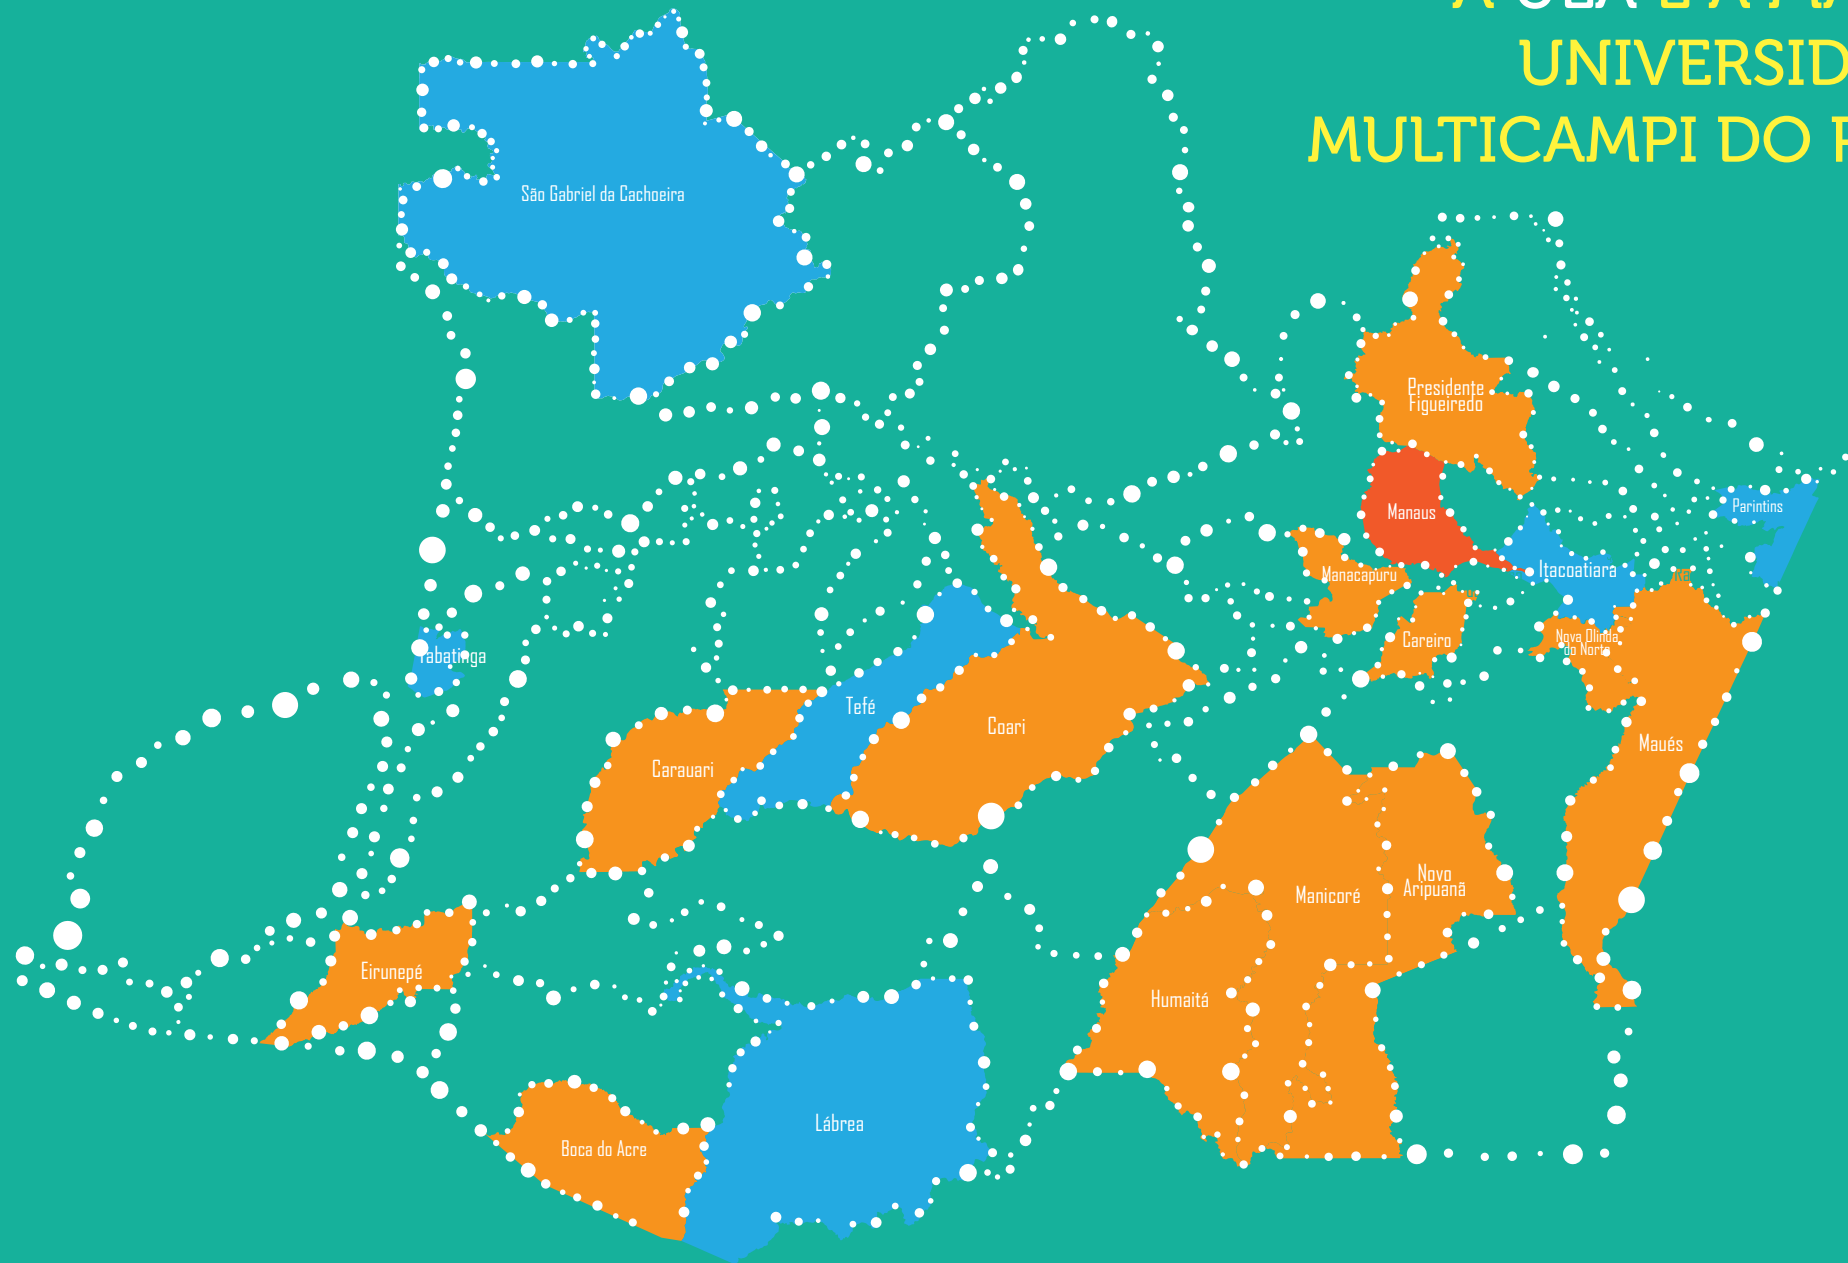 UNIVERSID
MULTICAMPI DO
São Gabriel da Cachoeira
Presidente
Figueiredo
Manaus
Parintins
Itacoatiara
Manacapuru
Careiro
Nova Olinda
do Norte
Tabatinga
Tefé
Coari
Carauari
Maués
Novo
Aripuanã
Manicoré
Eirunepé
Humaitá
Lábrea
Boca do Acre